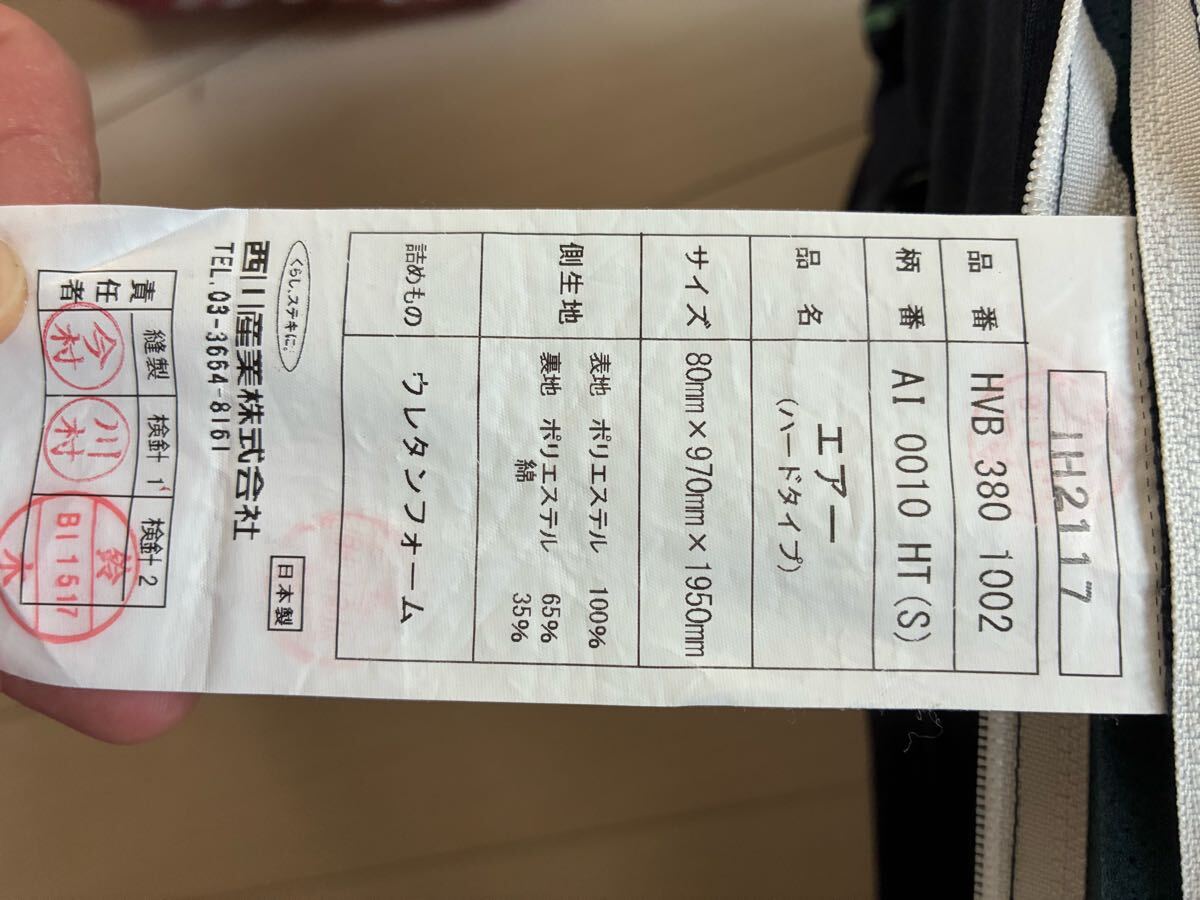 IH2117
品番 HVB 380 1002
柄番 AI 0010 HT(S)
品名 エアー
(ハードタイプ)
サイズ 80mm×970mm×1950mm
側生地 表地 ポリエステル 100%
裏地 ポリエステル 65%
綿 35%
詰めもの ウレタンフォーム
日本製
くらし、ステキに。
西川産業株式会社
TEL.03-3664-8161
責任者 縫製 検針1 検針2
今村 川村 鈴木
B11517